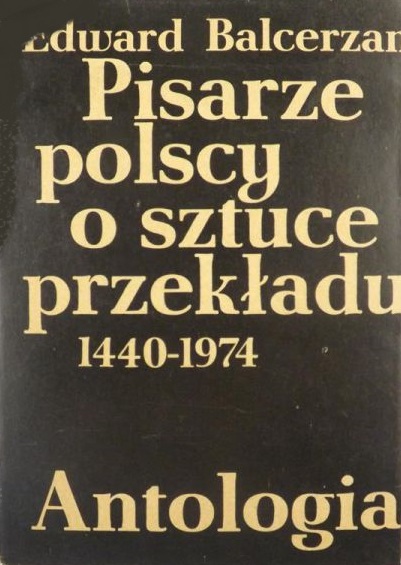 Edward Balcerzan
Pisarze
polscy
o sztuce
przekładu
1440-1974
Antologia